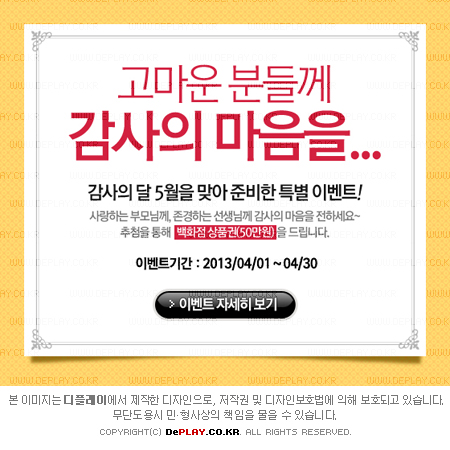 고마운 분들께
감사의 마음을...
감사의 달 5월을 맞아 준비한 특별 이벤트!
사랑하는 부모님께, 존경하는 선생님께 감사의 마음을 전하세요~
추첨을 통해 백화점 상품권(50만원)을 드립니다.
이벤트기간 : 2013/04/01 ~ 04/30
> 이벤트 자세히 보기
본 이미지는 디플레이에서 제작한 디자인으로, 저작권 및 디자인보호법에 의해 보호되고 있습니다.
무단도용시 민·형사상의 책임을 물을 수 있습니다.
COPYRIGHT(C) DePLAY.CO.KR. ALL RIGHTS RESERVED.